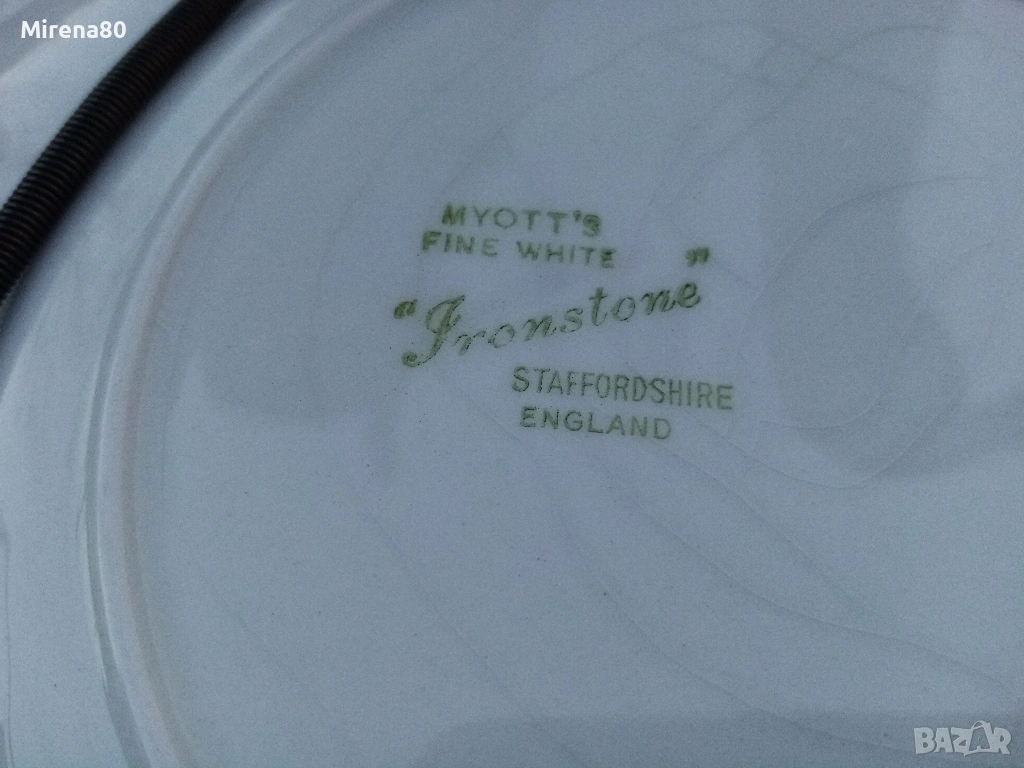 Mirena80
MYOTT'S
FINE WHITE
"Ironstone"
STAFFORDSHIRE
ENGLAND
BAZAR